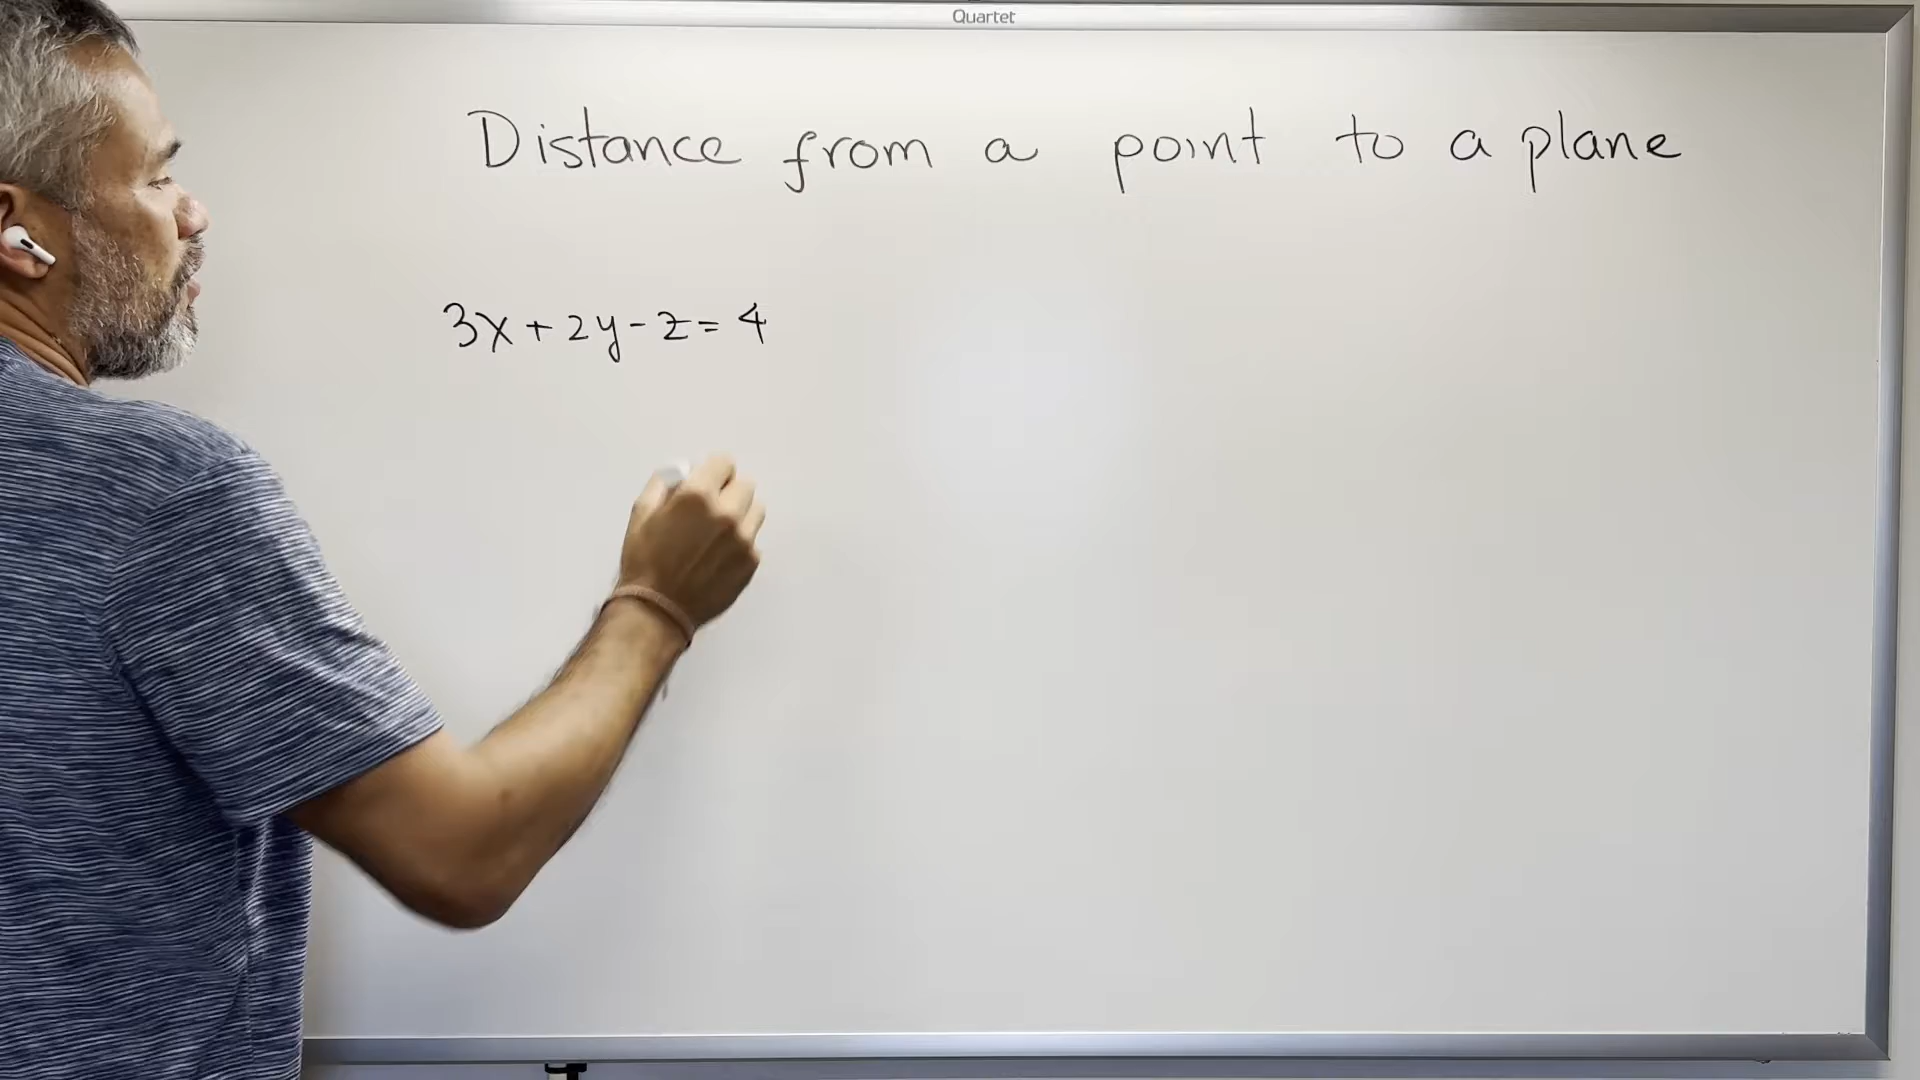 Quartet
Distance from a point to a plane
3x+2y-z=4